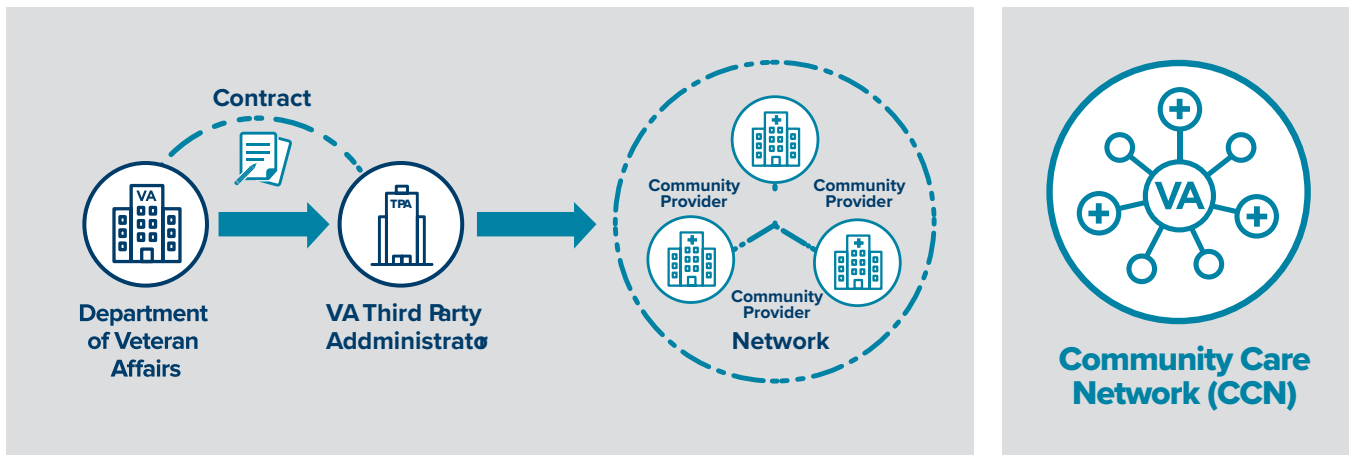 Contract
VA
Department
of Veteran
Affairs
TPA
VA Third Party
Addministrator
Community
Provider
Community
Provider
Community
Provider
Network
VA
Community Care
Network (CCN)